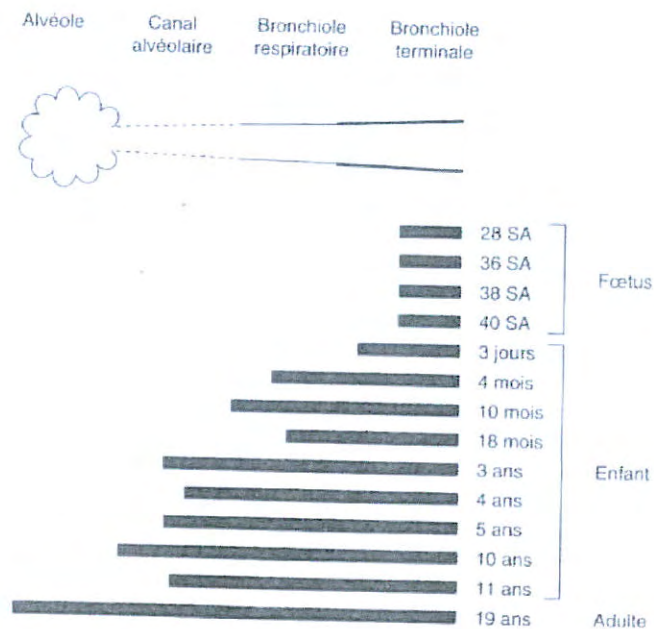 Alvéole Canal Bronchiole Bronchiole
alvéolaire respiratoire terminale
28 SA
36 SA
38 SA
40 SA
Fœtus
3 jours
4 mois
10 mois
18 mois
3 ans
4 ans
5 ans
10 ans
11 ans
Enfant
19 ans Adulte